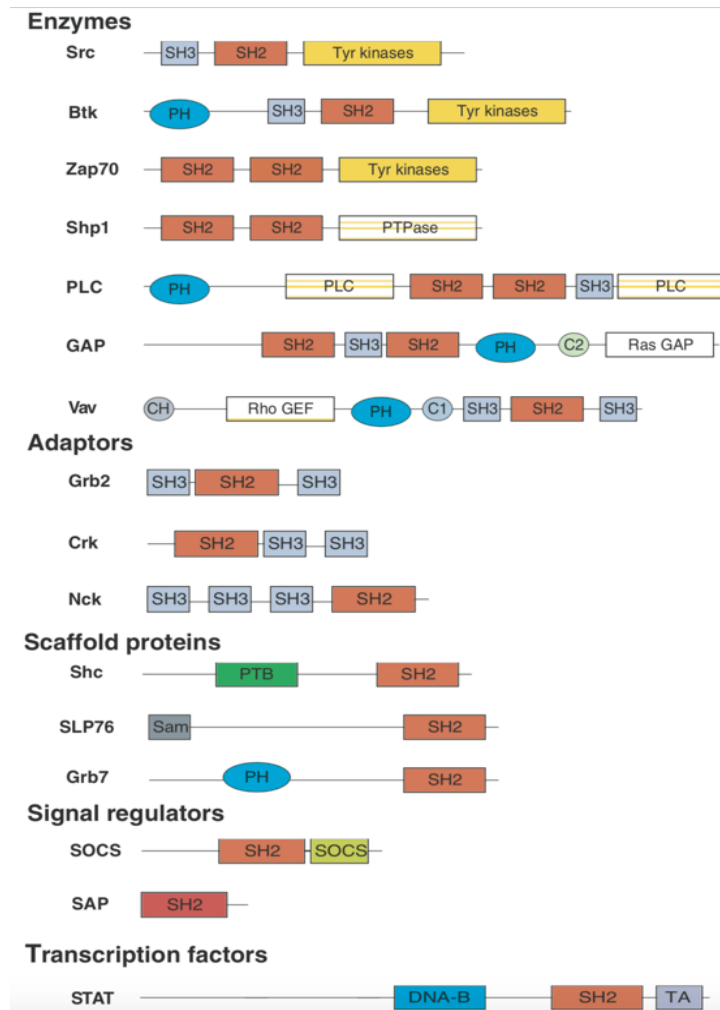 Enzymes
Src SH3 SH2 Tyr kinases
Btk PH SH3 SH2 Tyr kinases
Zap70 SH2 SH2 Tyr kinases
Shp1 SH2 SH2 PTPase
PLC PH PLC SH2 SH2 SH3 PLC
GAP SH2 SH3 SH2 PH C2 Ras GAP
Vav CH Rho GEF PH C1 SH3 SH2 SH3
Adaptors
Grb2 SH3 SH2 SH3
Crk SH2 SH3 SH3
Nck SH3 SH3 SH3 SH2
Scaffold proteins
Shc PTB SH2
SLP76 Sam SH2
Grb7 PH SH2
Signal regulators
SOCS SH2 SOCS
SAP SH2
Transcription factors
STAT DNA-B SH2 TA